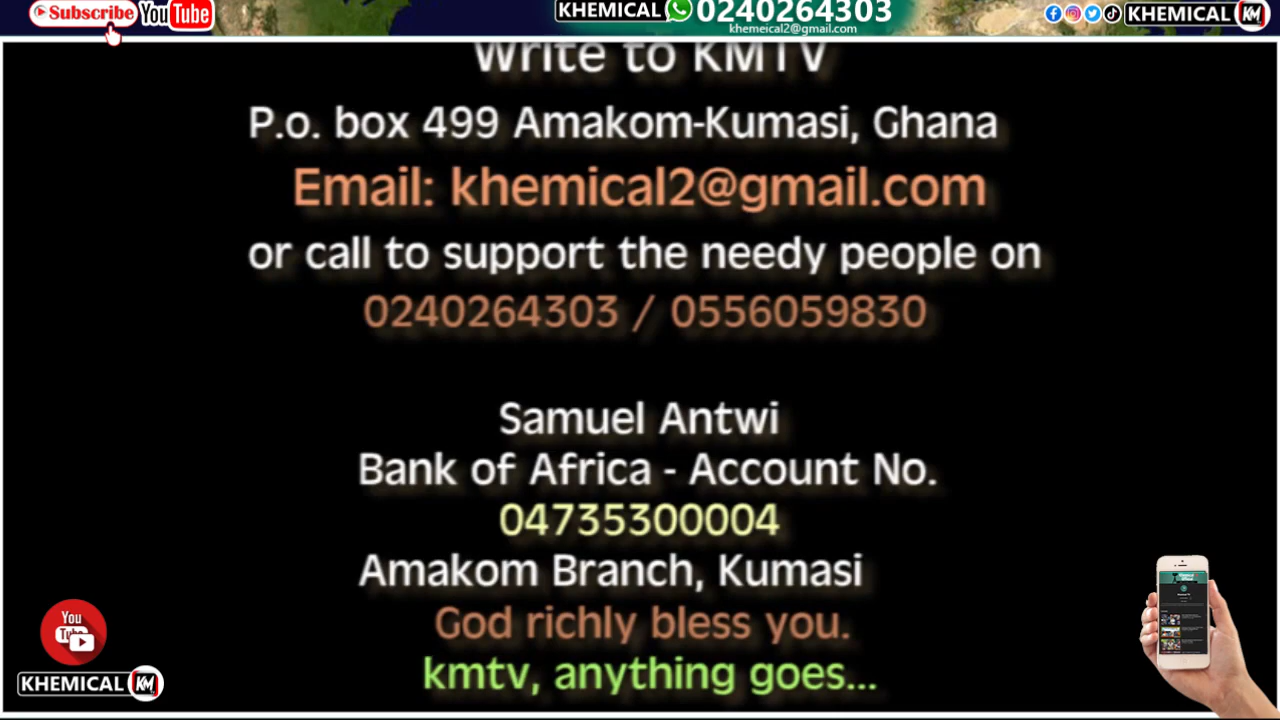 Subscribe YouTube
KHEMICAL 0240264303
khemeical2@gmail.com
KHEMICAL KM
Write to KMTV
P.o. box 499 Amakom-Kumasi, Ghana
Email: khemical2@gmail.com
or call to support the needy people on
0240264303 / 0556059830
Samuel Antwi
Bank of Africa - Account No.
04735300004
Amakom Branch, Kumasi
God richly bless you.
kmtv, anything goes...
YouTube
KHEMICAL KM